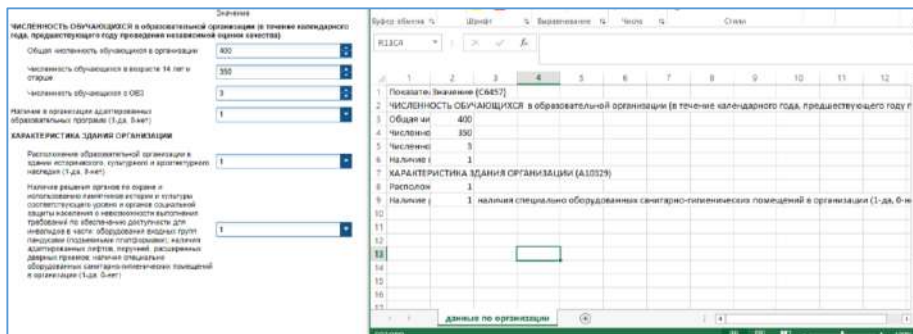 Значение
ЧИСЛЕННОСТЬ ОБУЧАЮЩИХСЯ в образовательной организации (в течение календарного
года, предшествующего году проведения независимой оценки качества)
Общая численность обучающихся в организации
400
Численность обучающихся в возрасте 14 лет и
старше
350
Численность обучающихся с ОВЗ
3
Наличие в организации адаптированных
образовательных программ (1-да, 0-нет)
1
ХАРАКТЕРИСТИКА ЗДАНИЯ ОРГАНИЗАЦИИ
Расположение образовательной организации в
здании исторического, культурного и архитектурного
наследия (1-да, 0-нет)
1
Наличие решения органов по охране и
использованию памятников истории и культуры
соответствующего уровня и органов социальной
защиты населения о невозможности выполнения
требований по обеспечению доступности для
инвалидов в части: оборудования входных групп
пандусами (подъемными платформами); наличия
адаптированных лифтов, поручней, расширенных
дверных проемов; наличия специально
оборудованных санитарно-гигиенических помещений
в организации (1-да, 0-нет)
1
Буфер обмена Шрифт Выравнивание Число Стили
R13C4 fx
1 2 3 4 5 6 7 8 9 10 11 12
1 Показател Значение (C6457)
2 ЧИСЛЕННОСТЬ ОБУЧАЮЩИХСЯ в образовательной организации (в течение календарного года, предшествующего году п
3 Общая чи 400
4 Численно 350
5 Численно 3
6 Наличие 1
7 ХАРАКТЕРИСТИКА ЗДАНИЯ ОРГАНИЗАЦИИ (A10329)
8 Располож 1
9 Наличие 1 наличия специально оборудованных санитарно-гигиенических помещений в организации (1-да, 0-н
10
11
12
13
14
15
16
данные по организации